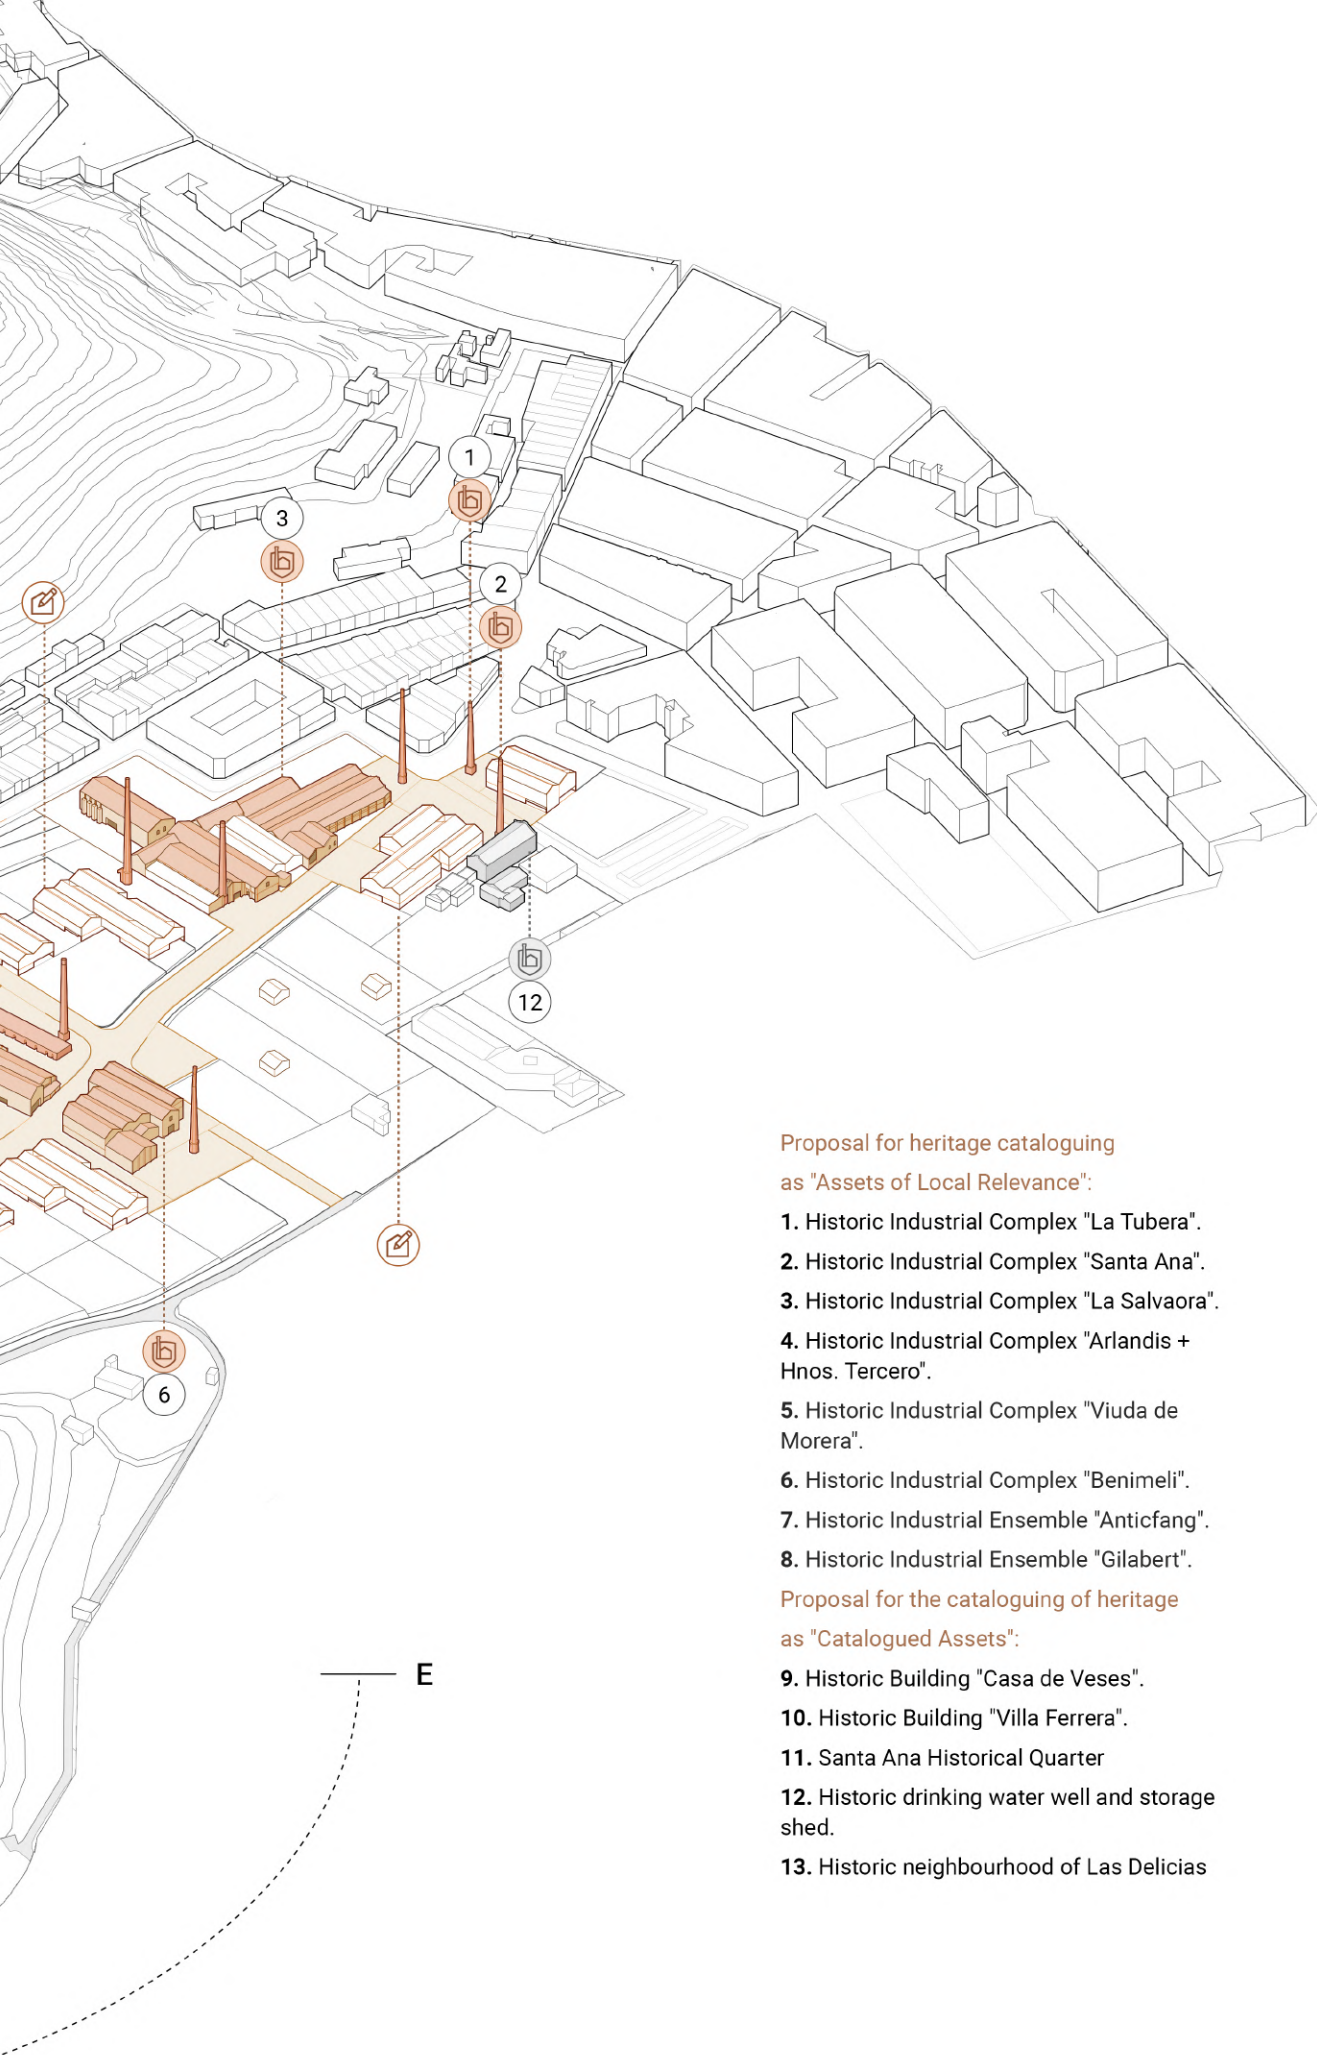 1
3
2
12
6
E
Proposal for heritage cataloguing
as "Assets of Local Relevance":
1. Historic Industrial Complex "La Tubera".
2. Historic Industrial Complex "Santa Ana".
3. Historic Industrial Complex "La Salvaora".
4. Historic Industrial Complex "Arlandis +
Hnos. Tercero".
5. Historic Industrial Complex "Viuda de
Morera".
6. Historic Industrial Complex "Benimeli".
7. Historic Industrial Ensemble "Anticfang".
8. Historic Industrial Ensemble "Gilabert".
Proposal for the cataloguing of heritage
as "Catalogued Assets":
9. Historic Building "Casa de Veses".
10. Historic Building "Villa Ferrera".
11. Santa Ana Historical Quarter
12. Historic drinking water well and storage
shed.
13. Historic neighbourhood of Las Delicias